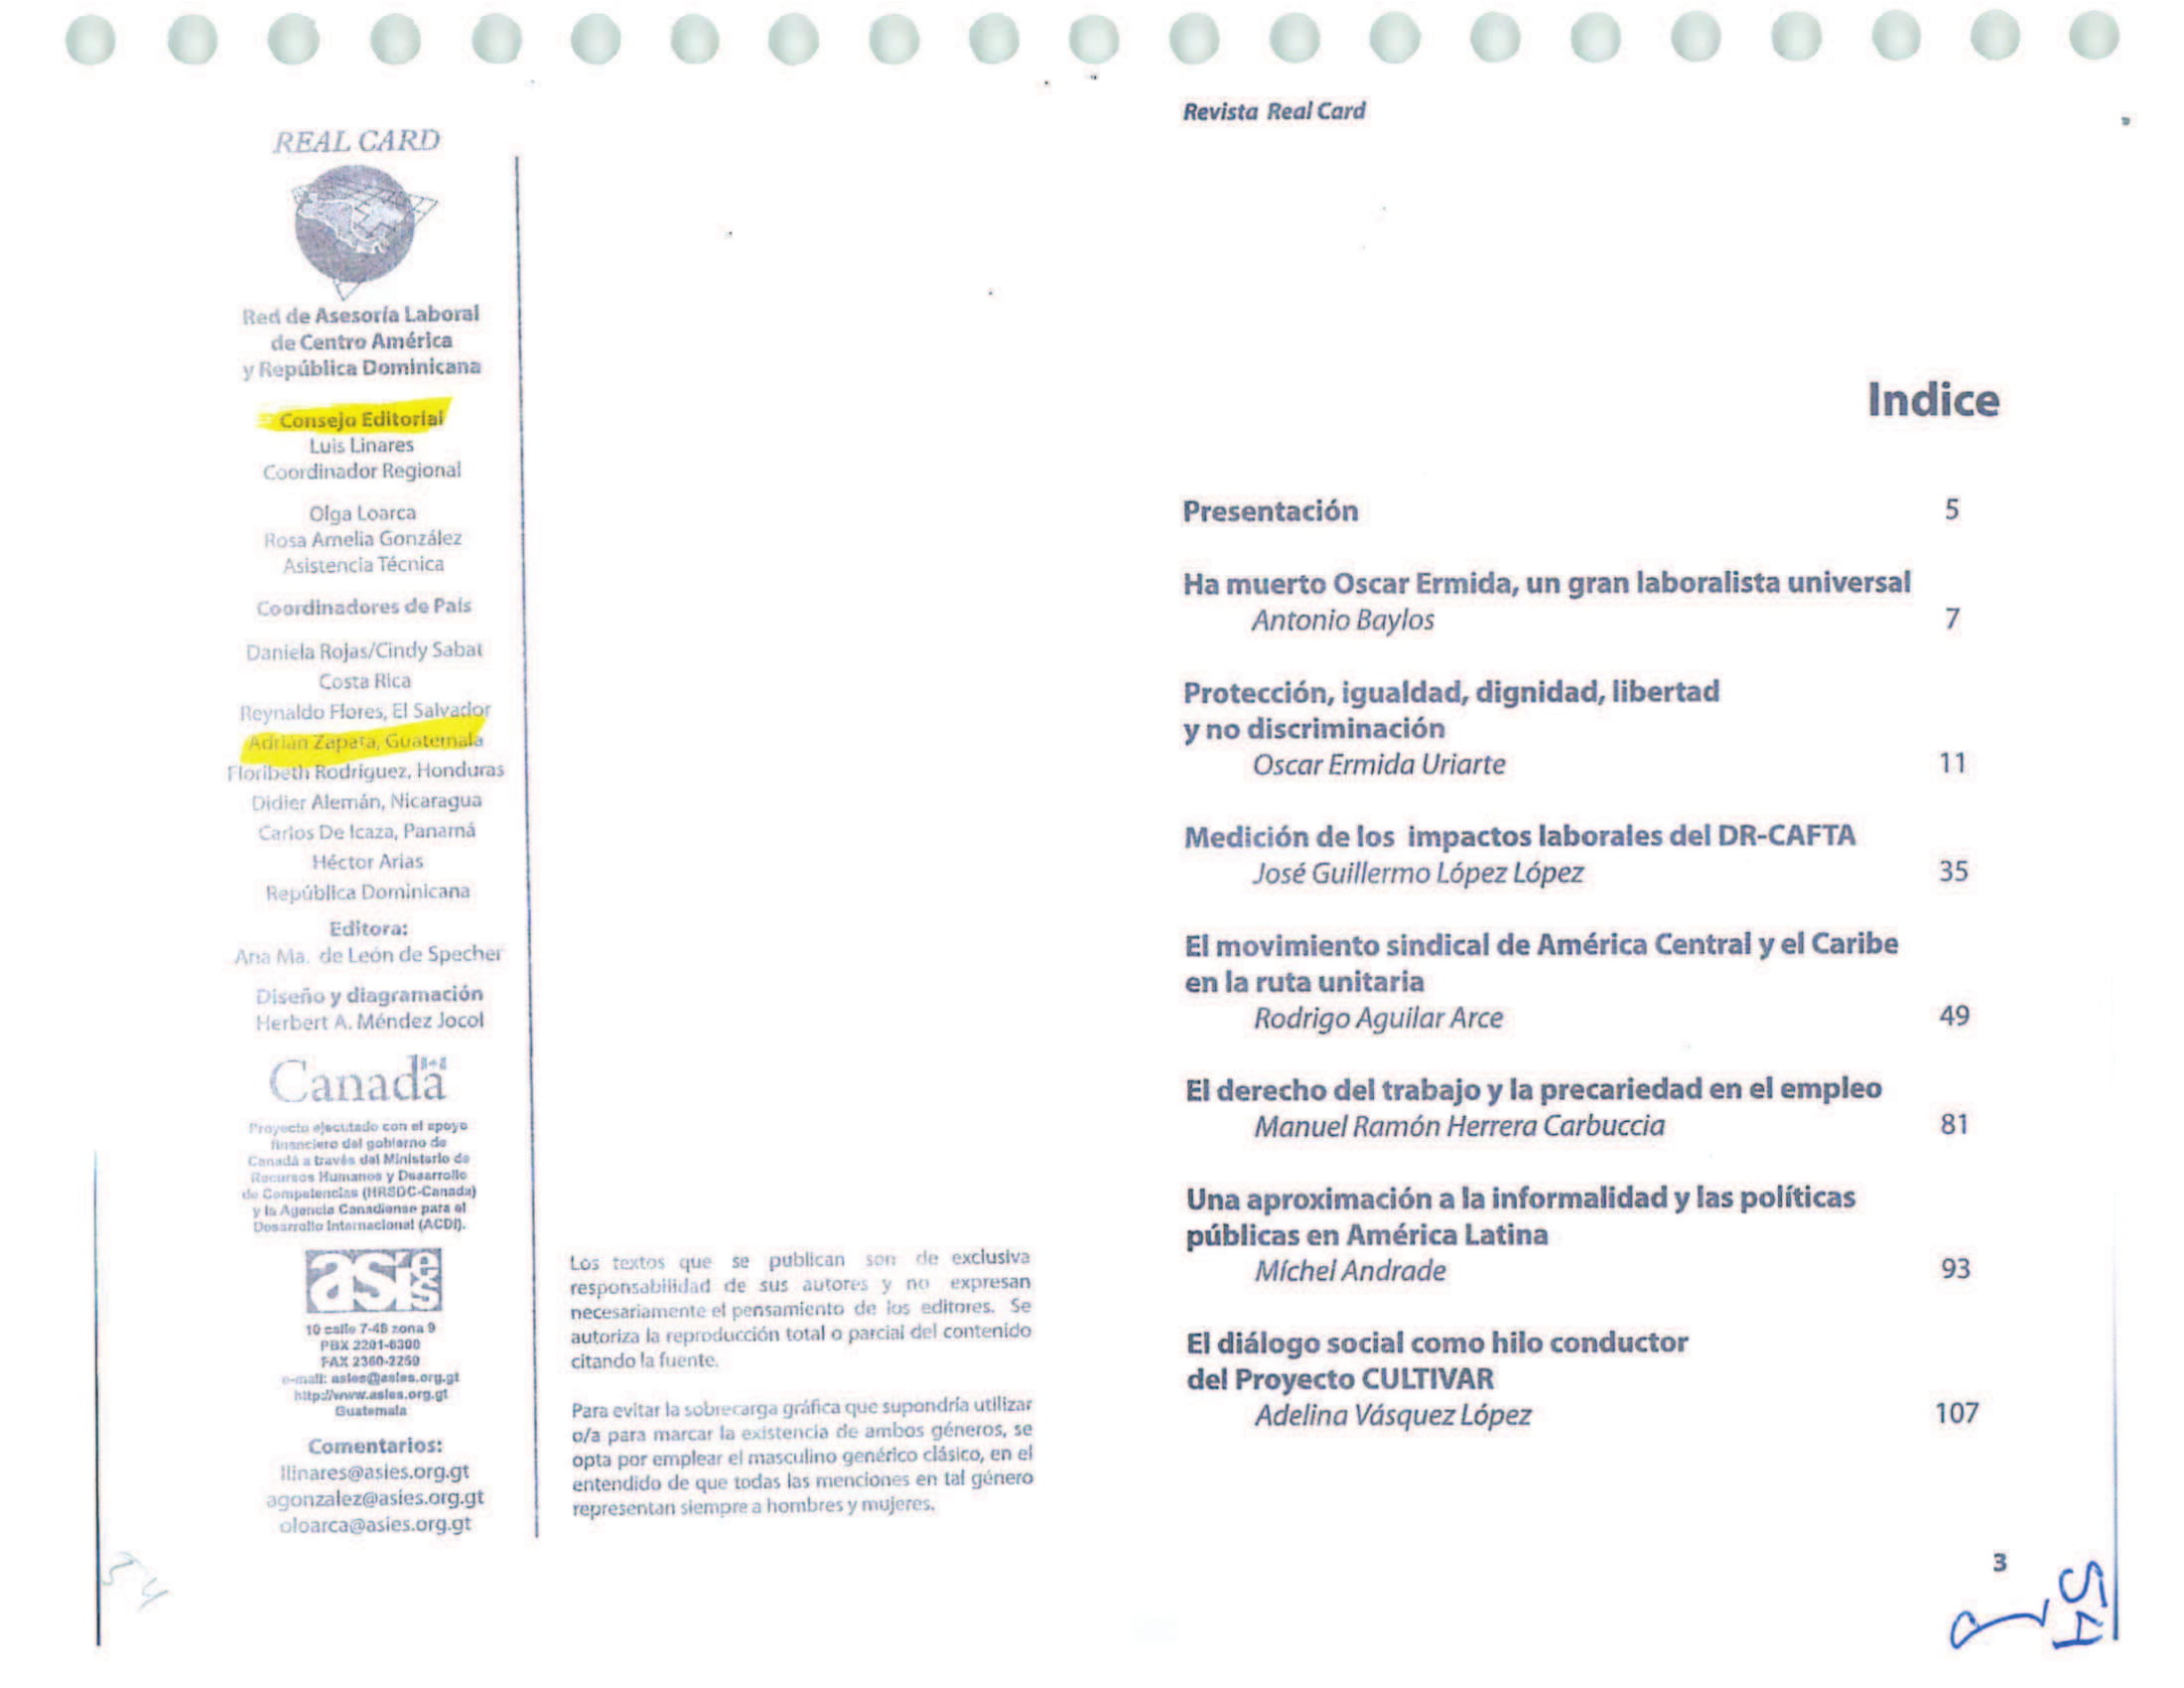 REAL CARD
Red de Asesoría Laboral
de Centro América
y República Dominicana
Consejo Editorial
Luis Linares
Coordinador Regional
Olga Loarca
Rosa Amelia González
Asistencia Técnica
Coordinadores de País
Daniela Rojas/Cindy Sabat
Costa Rica
Reynaldo Flores, El Salvador
Adrián Zapata, Guatemala
Floribeth Rodríguez, Honduras
Didier Alemán, Nicaragua
Carlos De Icaza, Panamá
Héctor Arias
República Dominicana
Editora:
Ana Ma. de León de Specher
Diseño y diagramación
Herbert A. Méndez Jocol
Canada
Proyecto ejecutado con el apoyo
financiero del gobierno de
Canadá a través del Ministerio de
Recursos Humanos y Desarrollo
de Competencias (HRSDC-Canada)
y la Agencia Canadiense para el
Desarrollo Internacional (ACDI).
asies
10 calle 7-48 zona 9
PBX 2201-6300
FAX 2360-2259
e-mail: asies@asies.org.gt
http://www.asies.org.gt
Guatemala
Comentarios:
llinares@asies.org.gt
agonzalez@asies.org.gt
oloarca@asies.org.gt
54
Los textos que se publican son de exclusiva
responsabilidad de sus autores y no expresan
necesariamente el pensamiento de los editores. Se
autoriza la reproducción total o parcial del contenido
citando la fuente.
Para evitar la sobrecarga gráfica que supondría utilizar
o/a para marcar la existencia de ambos géneros, se
opta por emplear el masculino genérico clásico, en el
entendido de que todas las menciones en tal género
representan siempre a hombres y mujeres.
Revista Real Card
Indice
Presentación 5
Ha muerto Oscar Ermida, un gran laboralista universal
Antonio Baylos 7
Protección, igualdad, dignidad, libertad
y no discriminación
Oscar Ermida Uriarte 11
Medición de los impactos laborales del DR-CAFTA
José Guillermo López López 35
El movimiento sindical de América Central y el Caribe
en la ruta unitaria
Rodrigo Aguilar Arce 49
El derecho del trabajo y la precariedad en el empleo
Manuel Ramón Herrera Carbuccia 81
Una aproximación a la informalidad y las políticas
públicas en América Latina
Míchel Andrade 93
El diálogo social como hilo conductor
del Proyecto CULTIVAR
Adelina Vásquez López 107
3
54